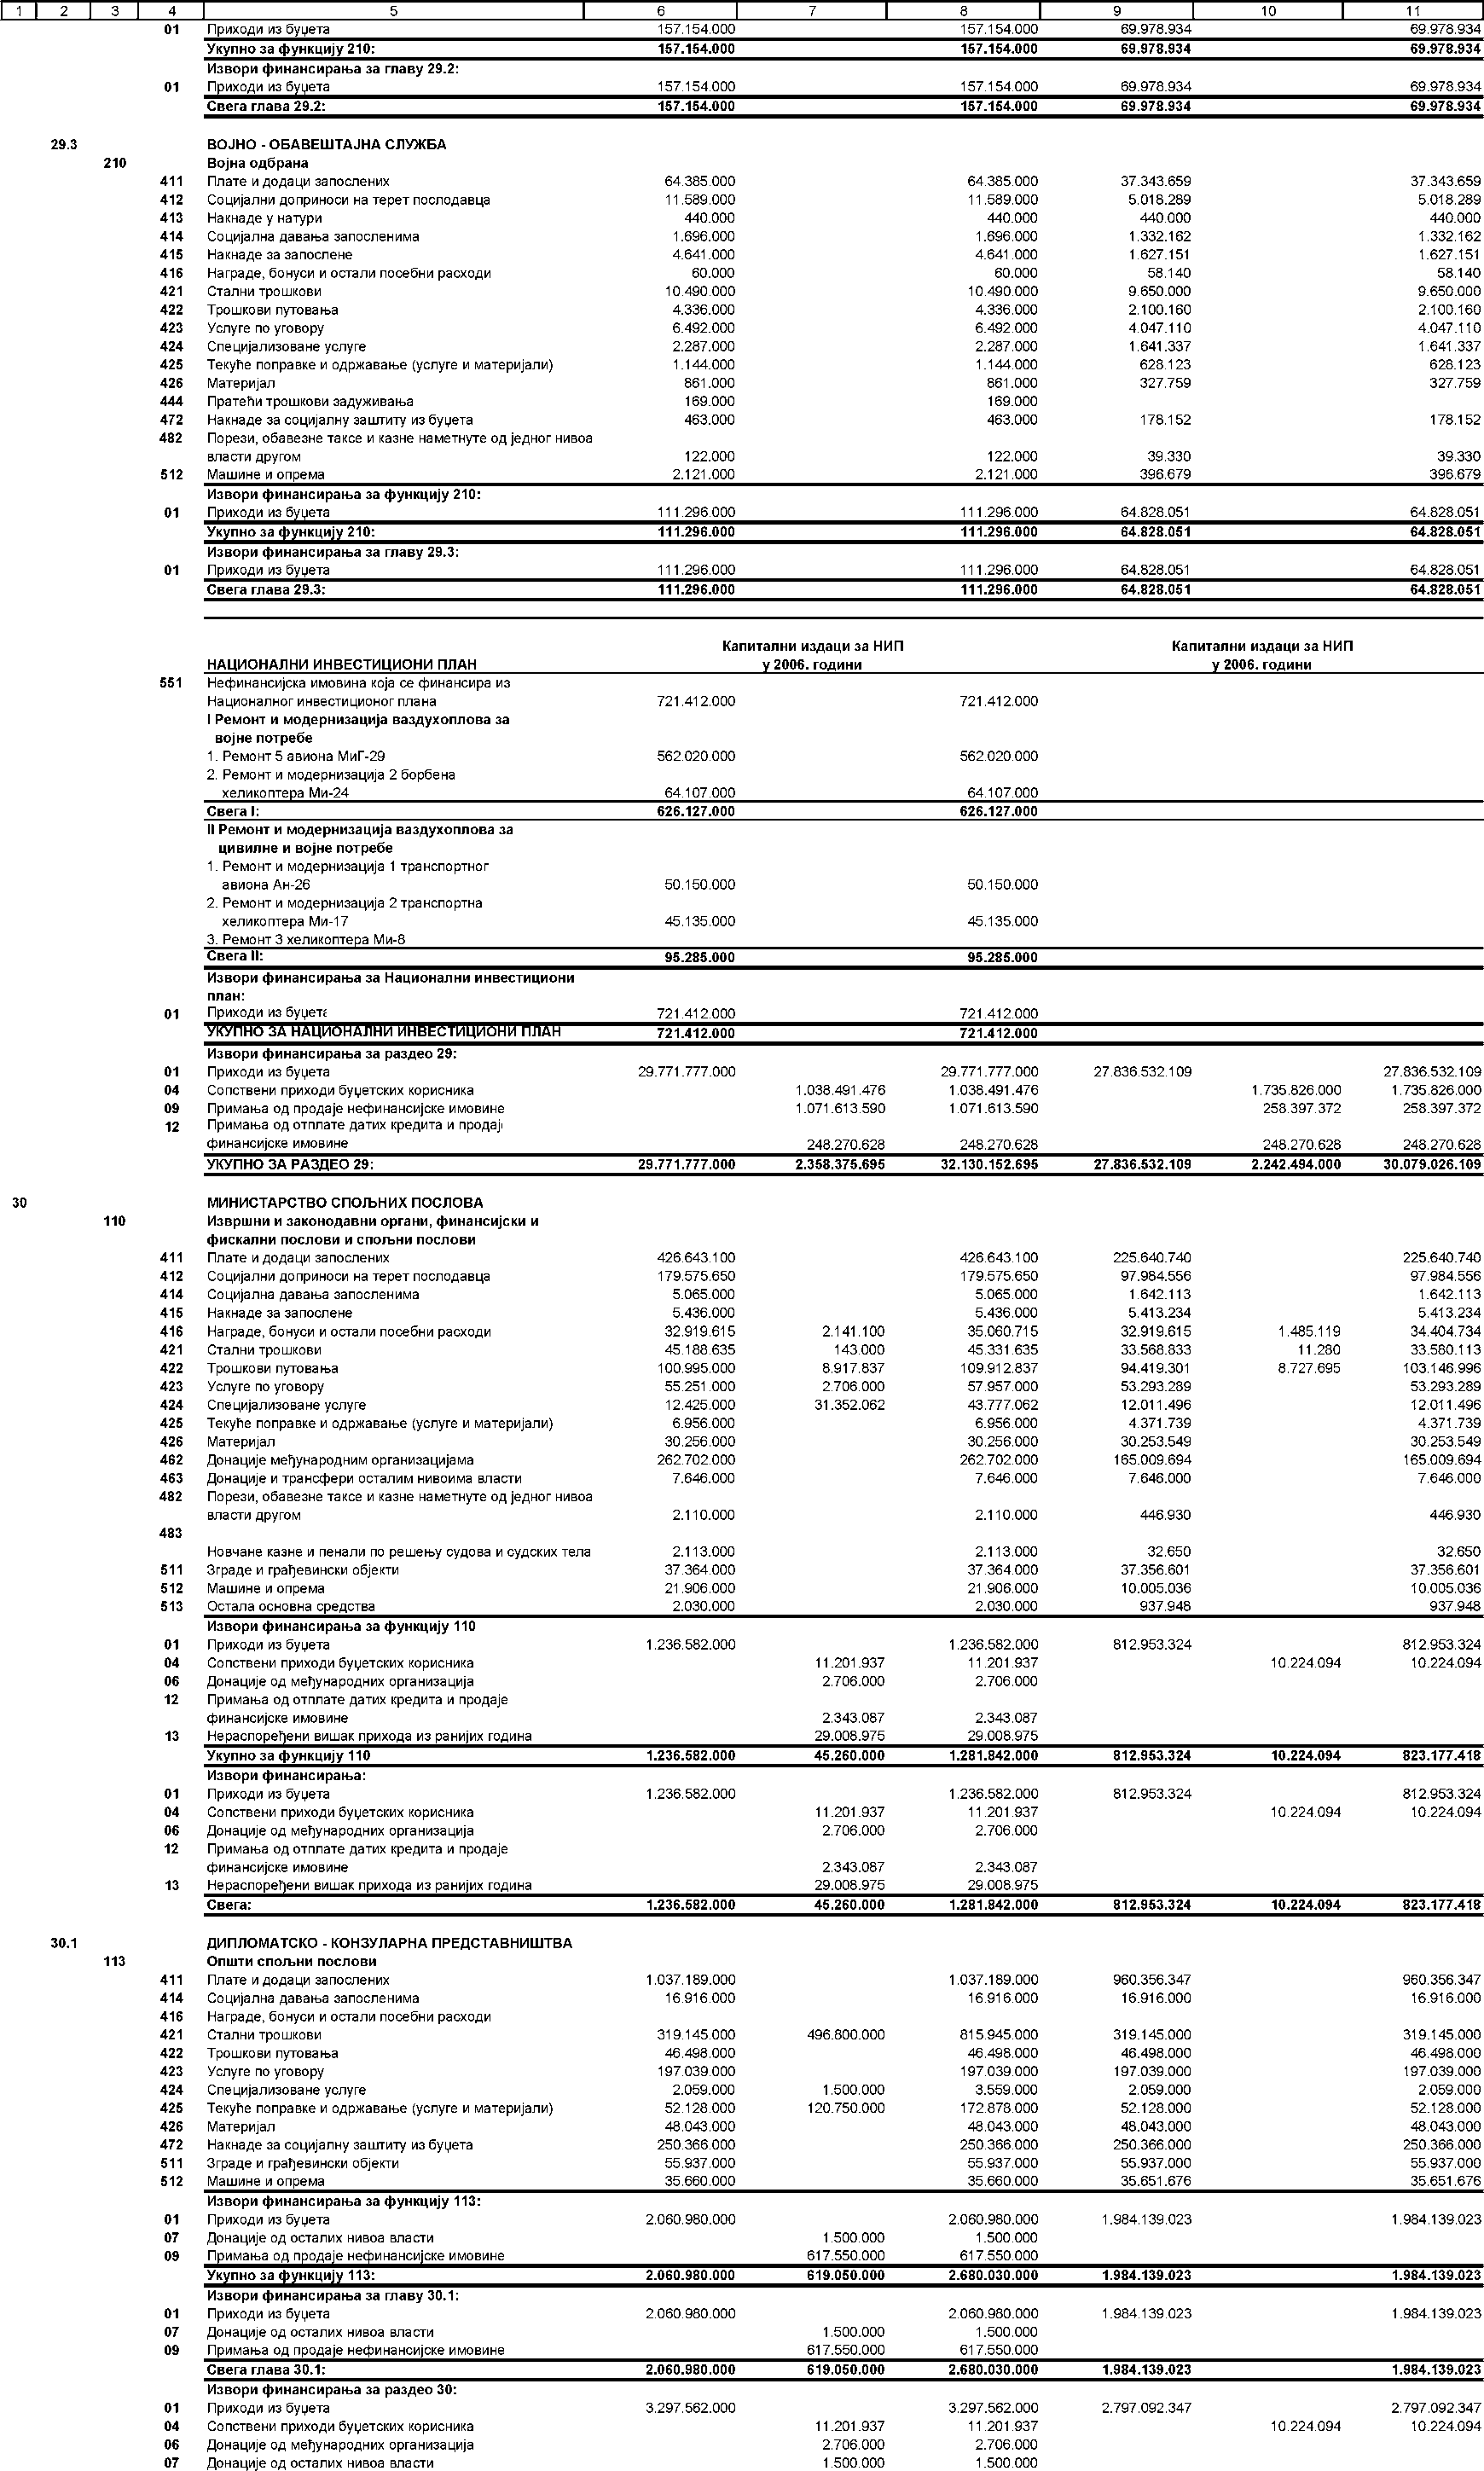 1 2 3 4 5 6 7 8 9 10 11
01 Приходи из буџета 157.154.000 157.154.000 69.978.934 69.978.934
Укупно за функцију 210: 157.154.000 157.154.000 69.978.934 69.978.934
Извори финансирања за главу 29.2:
01 Приходи из буџета 157.154.000 157.154.000 69.978.934 69.978.934
Свега глава 29.2: 157.154.000 157.154.000 69.978.934 69.978.934
29.3 ВОЈНО - ОБАВЕШТАЈНА СЛУЖБА
210 Војна одбрана
411 Плате и додаци запослених 64.385.000 64.385.000 37.343.659 37.343.659
412 Социјални доприноси на терет послодавца 11.589.000 11.589.000 5.018.289 5.018.289
413 Накнаде у натури 440.000 440.000 440.000 440.000
414 Социјална давања запосленима 1.696.000 1.696.000 1.332.162 1.332.162
415 Накнаде за запослене 4.641.000 4.641.000 1.627.151 1.627.151
416 Награде, бонуси и остали посебни расходи 60.000 60.000 58.140 58.140
421 Стални трошкови 10.490.000 10.490.000 9.650.000 9.650.000
422 Трошкови путовања 4.336.000 4.336.000 2.100.160 2.100.160
423 Услуге по уговору 6.492.000 6.492.000 4.047.110 4.047.110
424 Специјализоване услуге 2.287.000 2.287.000 1.641.337 1.641.337
425 Текуће поправке и одржавање (услуге и материјали) 1.144.000 1.144.000 628.123 628.123
426 Материјал 861.000 861.000 327.759 327.759
444 Пратећи трошкови задуживања 169.000 169.000
472 Накнаде за социјалну заштиту из буџета 463.000 463.000 178.152 178.152
482 Порези, обавезне таксе и казне наметнуте од једног нивоа
власти другом 122.000 122.000 39.330 39.330
512 Машине и опрема 2.121.000 2.121.000 396.679 396.679
Извори финансирања за функцију 210:
01 Приходи из буџета 111.296.000 111.296.000 64.828.051 64.828.051
Укупно за функцију 210: 111.296.000 111.296.000 64.828.051 64.828.051
Извори финансирања за главу 29.3:
01 Приходи из буџета 111.296.000 111.296.000 64.828.051 64.828.051
Свега глава 29.3: 111.296.000 111.296.000 64.828.051 64.828.051
Капитални издаци за НИП Капитални издаци за НИП
НАЦИОНАЛНИ ИНВЕСТИЦИОНИ ПЛАН у 2006. години у 2006. години
551 Нефинансијска имовина која се финансира из
Националног инвестиционог плана 721.412.000 721.412.000
I Ремонт и модернизација ваздухоплова за
војне потребе
1. Ремонт 5 авиона МиГ-29 562.020.000 562.020.000
2. Ремонт и модернизација 2 борбена
хеликоптера Ми-24 64.107.000 64.107.000
Свега I: 626.127.000 626.127.000
II Ремонт и модернизација ваздухоплова за
цивилне и војне потребе
1. Ремонт и модернизација 1 транспортног
авиона Ан-26 50.150.000 50.150.000
2. Ремонт и модернизација 2 транспортна
хеликоптера Ми-17 45.135.000 45.135.000
3. Ремонт 3 хеликоптера Ми-8
Свега II: 95.285.000 95.285.000
Извори финансирања за Национални инвестициони
план:
01 Приходи из буџета 721.412.000 721.412.000
УКУПНО ЗА НАЦИОНАЛНИ ИНВЕСТИЦИОНИ ПЛАН 721.412.000 721.412.000
Извори финансирања за раздео 29:
01 Приходи из буџета 29.771.777.000 29.771.777.000 27.836.532.109 27.836.532.109
04 Сопствени приходи буџетских корисника 1.038.491.476 1.038.491.476 1.735.826.000 1.735.826.000
09 Примања од продаје нефинансијске имовине 1.071.613.590 1.071.613.590 258.397.372 258.397.372
12 Примања од отплате датих кредита и продај
финансијске имовине 248.270.628 248.270.628 248.270.628 248.270.628
УКУПНО ЗА РАЗДЕО 29: 29.771.777.000 2.358.375.695 32.130.152.695 27.836.532.109 2.242.494.000 30.079.026.109
30 МИНИСТАРСТВО СПОЉНИХ ПОСЛОВА
110 Извршни и законодавни органи, финансијски и
фискални послови и спољни послови
411 Плате и додаци запослених 426.643.100 426.643.100 225.640.740 225.640.740
412 Социјални доприноси на терет послодавца 179.575.650 179.575.650 97.984.556 97.984.556
414 Социјална давања запосленима 5.065.000 5.065.000 1.642.113 1.642.113
415 Накнаде за запослене 5.436.000 5.436.000 5.413.234 5.413.234
416 Награде, бонуси и остали посебни расходи 32.919.615 2.141.100 35.060.715 32.919.615 1.485.119 34.404.734
421 Стални трошкови 45.188.635 143.000 45.331.635 33.568.833 11.280 33.580.113
422 Трошкови путовања 100.995.000 8.917.837 109.912.837 94.419.301 8.727.695 103.146.996
423 Услуге по уговору 55.251.000 2.706.000 57.957.000 53.293.289 53.293.289
424 Специјализоване услуге 12.425.000 31.352.062 43.777.062 12.011.496 12.011.496
425 Текуће поправке и одржавање (услуге и материјали) 6.956.000 6.956.000 4.371.739 4.371.739
426 Материјал 30.256.000 30.256.000 30.253.549 30.253.549
462 Донације међународним организацијама 262.702.000 262.702.000 165.009.694 165.009.694
463 Донације и трансфери осталим нивоима власти 7.646.000 7.646.000 7.646.000 7.646.000
482 Порези, обавезне таксе и казне наметнуте од једног нивоа
власти другом 2.110.000 2.110.000 446.930 446.930
483
Новчане казне и пенали по решењу судова и судских тела 2.113.000 2.113.000 32.650 32.650
511 Зграде и грађевински објекти 37.364.000 37.364.000 37.356.601 37.356.601
512 Машине и опрема 21.906.000 21.906.000 10.005.036 10.005.036
513 Остала основна средства 2.030.000 2.030.000 937.948 937.948
Извори финансирања за функцију 110
01 Приходи из буџета 1.236.582.000 1.236.582.000 812.953.324 812.953.324
04 Сопствени приходи буџетских корисника 11.201.937 11.201.937 10.224.094 10.224.094
06 Донације од међународних организација 2.706.000 2.706.000
12 Примања од отплате датих кредита и продаје
финансијске имовине 2.343.087 2.343.087
13 Нераспоређени вишак прихода из ранијих година 29.008.975 29.008.975
Укупно за функцију 110 1.236.582.000 45.260.000 1.281.842.000 812.953.324 10.224.094 823.177.418
Извори финансирања:
01 Приходи из буџета 1.236.582.000 1.236.582.000 812.953.324 812.953.324
04 Сопствени приходи буџетских корисника 11.201.937 11.201.937 10.224.094 10.224.094
06 Донације од међународних организација 2.706.000 2.706.000
12 Примања од отплате датих кредита и продаје
финансијске имовине 2.343.087 2.343.087
13 Нераспоређени вишак прихода из ранијих година 29.008.975 29.008.975
Свега: 1.236.582.000 45.260.000 1.281.842.000 812.953.324 10.224.094 823.177.418
30.1 ДИПЛОМАТСКО - КОНЗУЛАРНА ПРЕДСТАВНИШТВА
113 Општи спољни послови
411 Плате и додаци запослених 1.037.189.000 1.037.189.000 960.356.347 960.356.347
414 Социјална давања запосленима 16.916.000 16.916.000 16.916.000 16.916.000
416 Награде, бонуси и остали посебни расходи
421 Стални трошкови 319.145.000 496.800.000 815.945.000 319.145.000 319.145.000
422 Трошкови путовања 46.498.000 46.498.000 46.498.000 46.498.000
423 Услуге по уговору 197.039.000 197.039.000 197.039.000 197.039.000
424 Специјализоване услуге 2.059.000 1.500.000 3.559.000 2.059.000 2.059.000
425 Текуће поправке и одржавање (услуге и материјали) 52.128.000 120.750.000 172.878.000 52.128.000 52.128.000
426 Материјал 48.043.000 48.043.000 48.043.000 48.043.000
472 Накнаде за социјалну заштиту из буџета 250.366.000 250.366.000 250.366.000 250.366.000
511 Зграде и грађевински објекти 55.937.000 55.937.000 55.937.000 55.937.000
512 Машине и опрема 35.660.000 35.660.000 35.651.676 35.651.676
Извори финансирања за функцију 113:
01 Приходи из буџета 2.060.980.000 2.060.980.000 1.984.139.023 1.984.139.023
07 Донације од осталих нивоа власти 1.500.000 1.500.000
09 Примања од продаје нефинансијске имовине 617.550.000 617.550.000
Укупно за функцију 113: 2.060.980.000 619.050.000 2.680.030.000 1.984.139.023 1.984.139.023
Извори финансирања за главу 30.1:
01 Приходи из буџета 2.060.980.000 2.060.980.000 1.984.139.023 1.984.139.023
07 Донације од осталих нивоа власти 1.500.000 1.500.000
09 Примања од продаје нефинансијске имовине 617.550.000 617.550.000
Свега глава 30.1: 2.060.980.000 619.050.000 2.680.030.000 1.984.139.023 1.984.139.023
Извори финансирања за раздео 30:
01 Приходи из буџета 3.297.562.000 3.297.562.000 2.797.092.347 2.797.092.347
04 Сопствени приходи буџетских корисника 11.201.937 11.201.937 10.224.094 10.224.094
06 Донације од међународних организација 2.706.000 2.706.000
07 Донације од осталих нивоа власти 1.500.000 1.500.000